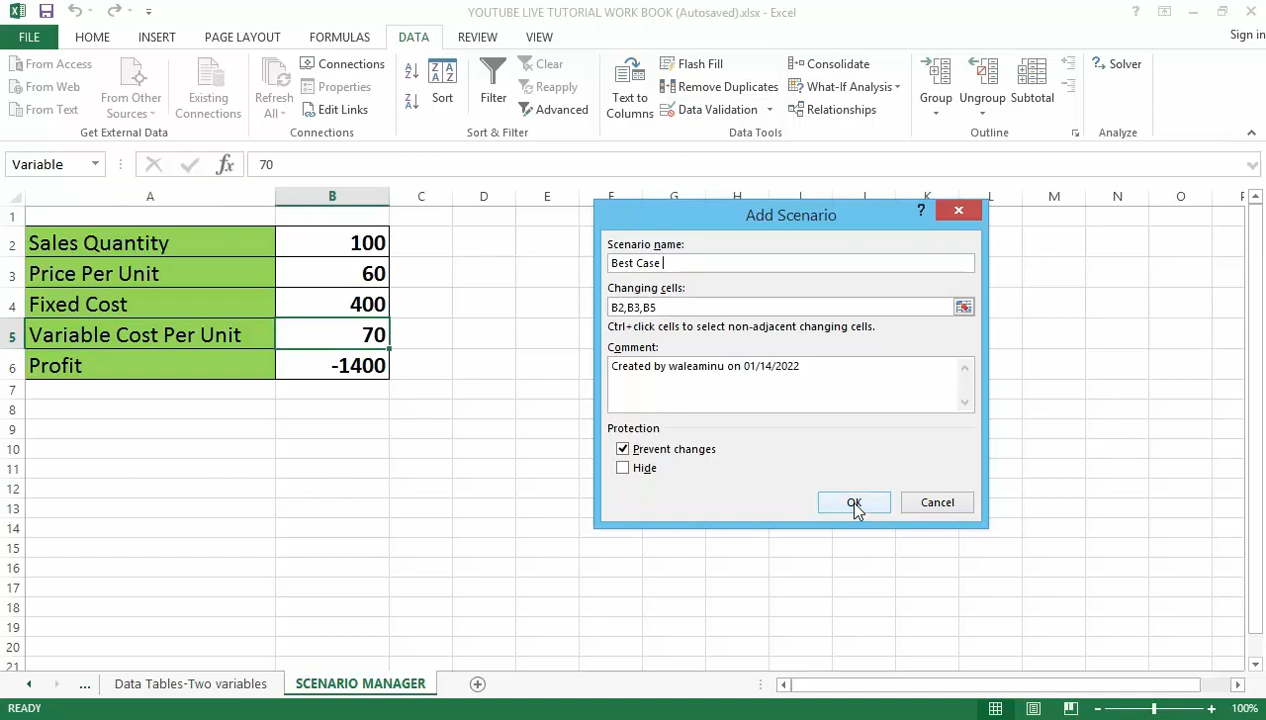 YOUTUBE LIVE TUTORIAL WORK BOOK (Autosaved).xlsx - Excel
FILE HOME INSERT PAGE LAYOUT FORMULAS DATA REVIEW VIEW Sign in
From Access
From Web
From Text
From Other Sources
Existing Connections
Get External Data
Refresh All
Connections
Properties
Edit Links
Connections
Sort
Filter
Clear
Reapply
Advanced
Sort & Filter
Text to Columns
Flash Fill
Remove Duplicates
Data Validation
Consolidate
What-If Analysis
Relationships
Data Tools
Group
Ungroup
Subtotal
Outline
Solver
Analyze
Variable fx 70
A B C D E F G H I J K L M N O P
1
2 Sales Quantity 100
3 Price Per Unit 60
4 Fixed Cost 400
5 Variable Cost Per Unit 70
6 Profit -1400
7
8
9
10
11
12
13
14
15
16
17
18
19
20
21
Add Scenario
Scenario name:
Best Case
Changing cells:
B2,B3,B5
Ctrl+click cells to select non-adjacent changing cells.
Comment:
Created by waleaminu on 01/14/2022
Protection
Prevent changes
Hide
OK Cancel
... Data Tables-Two variables SCENARIO MANAGER
READY 100%